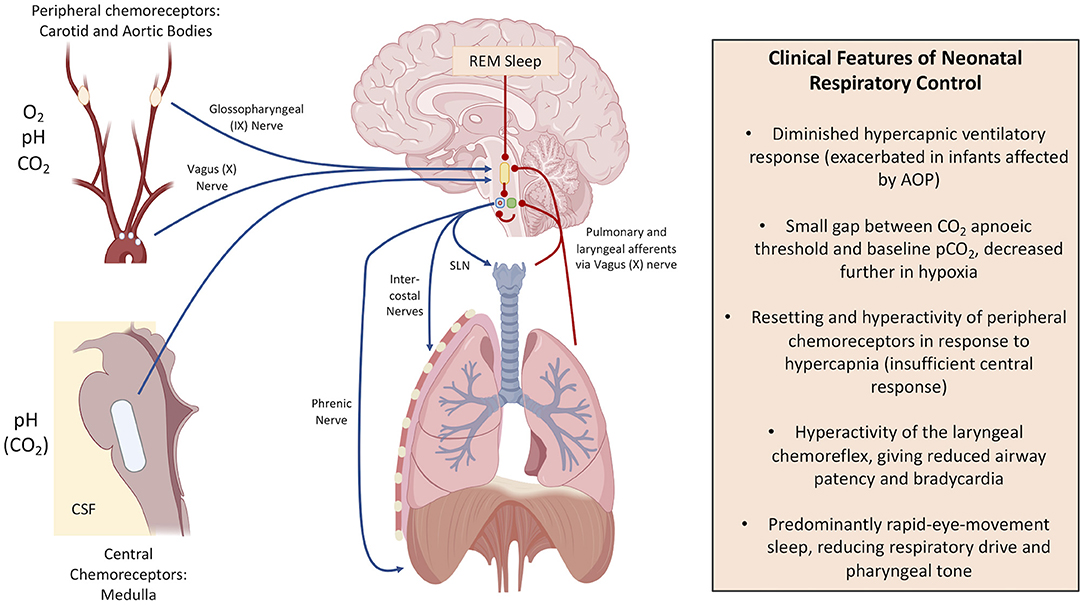 Peripheral chemoreceptors:
Carotid and Aortic Bodies
O₂
pH
CO₂
Glossopharyngeal
(IX) Nerve
Vagus (X)
Nerve
REM Sleep
Pulmonary and
laryngeal afferents
via Vagus (X) nerve
SLN
Inter-
costal
Nerves
Phrenic
Nerve
pH
(CO₂)
CSF
Central
Chemoreceptors:
Medulla
Clinical Features of Neonatal
Respiratory Control
• Diminished hypercapnic ventilatory
response (exacerbated in infants affected
by AOP)
• Small gap between CO₂ apnoeic
threshold and baseline pCO₂, decreased
further in hypoxia
• Resetting and hyperactivity of peripheral
chemoreceptors in response to
hypercapnia (insufficient central
response)
• Hyperactivity of the laryngeal
chemoreflex, giving reduced airway
patency and bradycardia
• Predominantly rapid-eye-movement
sleep, reducing respiratory drive and
pharyngeal tone